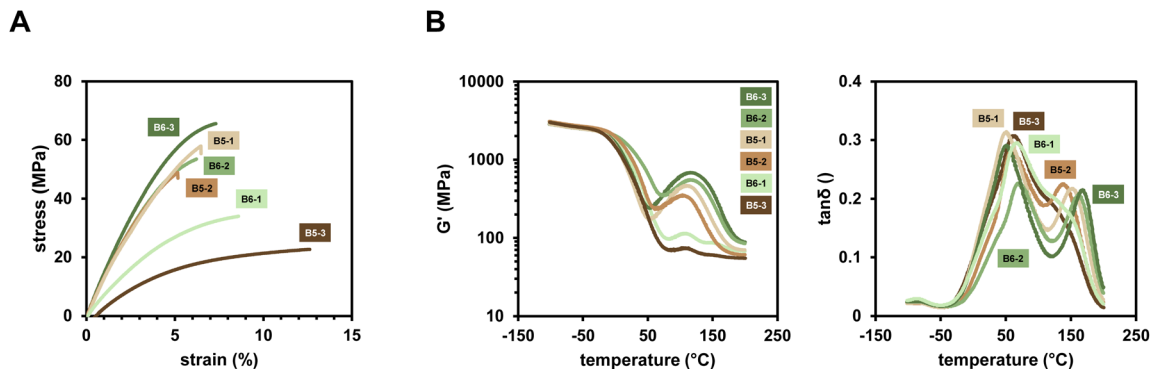 A
B
80
60
40
20
0
stress (MPa)
B6-3
B5-1
B6-2
B5-2
B6-1
B5-3
0 5 10 15
strain (%)
10000
1000
100
10
G' (MPa)
B6-3
B6-2
B5-1
B5-2
B6-1
B5-3
-150 -50 50 150 250
temperature (°C)
0.4
0.3
0.2
0.1
0
tanδ ()
B5-1
B5-3
B6-1
B5-2
B6-3
B6-2
-150 -50 50 150 250
temperature (°C)